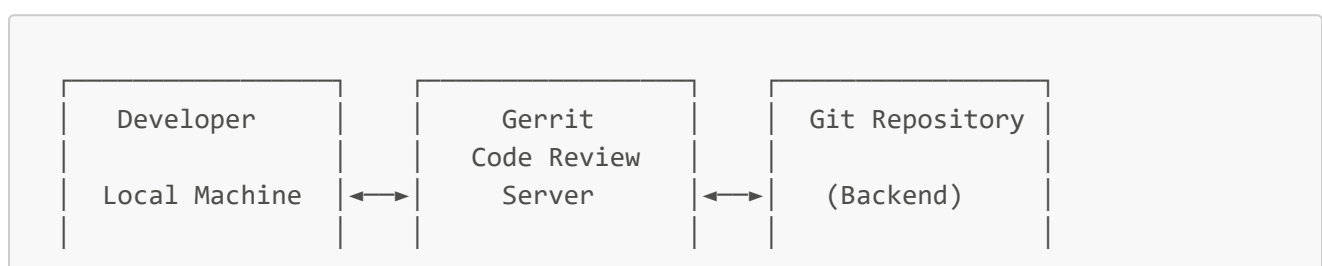 Developer Gerrit Git Repository
Code Review
Local Machine Server (Backend)